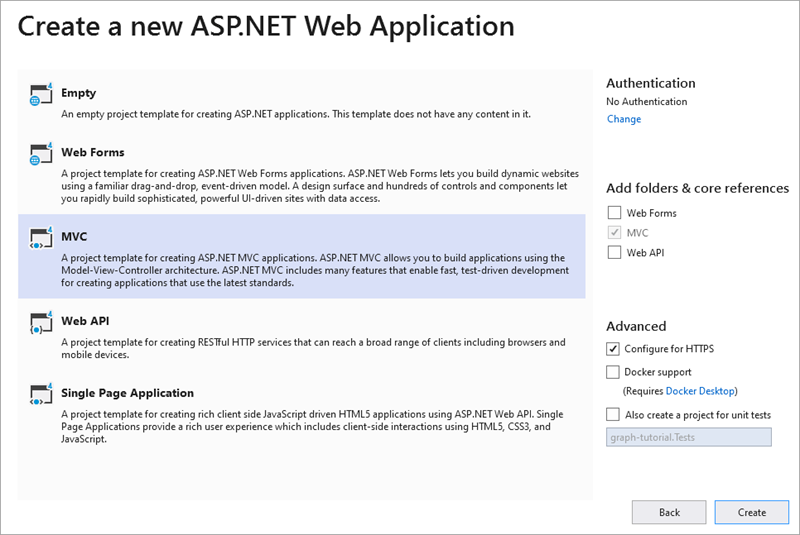 Create a new ASP.NET Web Application
Empty
An empty project template for creating ASP.NET applications. This template does not have any content in it.
Web Forms
A project template for creating ASP.NET Web Forms applications. ASP.NET Web Forms lets you build dynamic websites
using a familiar drag-and-drop, event-driven model. A design surface and hundreds of controls and components let
you rapidly build sophisticated, powerful UI-driven sites with data access.
MVC
A project template for creating ASP.NET MVC applications. ASP.NET MVC allows you to build applications using the
Model-View-Controller architecture. ASP.NET MVC includes many features that enable fast, test-driven development
for creating applications that use the latest standards.
Web API
A project template for creating RESTful HTTP services that can reach a broad range of clients including browsers and
mobile devices.
Single Page Application
A project template for creating rich client side JavaScript driven HTML5 applications using ASP.NET Web API. Single
Page Applications provide a rich user experience which includes client-side interactions using HTML5, CSS3, and
JavaScript.
Authentication
No Authentication
Change
Add folders & core references
Web Forms
MVC
Web API
Advanced
Configure for HTTPS
Docker support
(Requires Docker Desktop)
Also create a project for unit tests
graph-tutorial.Tests
Back
Create